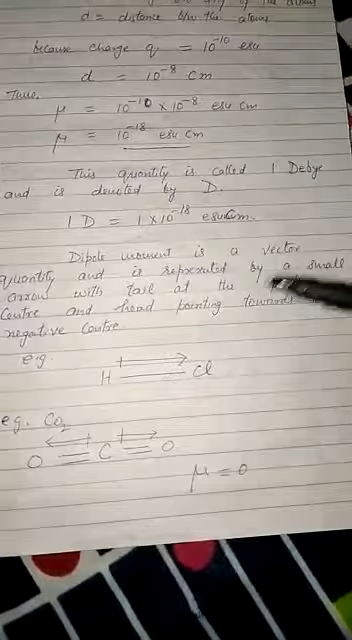 d = distance b/w the atoms
because charge q = 10⁻¹⁰ esu
d = 10⁻⁸ cm
Thus,
μ = 10⁻¹⁰ × 10⁻⁸ esu cm
μ = 10⁻¹⁸ esu cm
This quantity is called 1 Debye
and is denoted by D.
1 D = 1 × 10⁻¹⁸ esu cm.
Dipole moment is a vector
quantity and is represented by a small
arrow with tail at the
centre and head pointing towards
negative centre
e.g.
H Cl
eg. CO₂
O = C = O
μ = 0